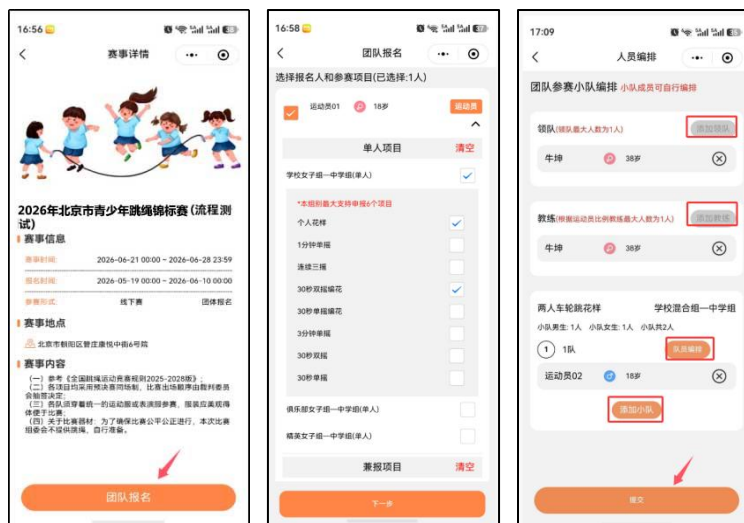 16:56
赛事详情
2026年北京市青少年跳绳锦标赛(流程测
试)
赛事信息
赛事时间:
2026-06-21 00:00 ~ 2026-06-28 23:59
报名时间:
2026-05-19 00:00 ~ 2026-06-10 00:00
参赛形式:
线下赛
团体报名
赛事地点
北京市朝阳区管庄康悦中街6号院
赛事内容
(一) 参考《全国跳绳运动竞赛规则2025-2028版》;
(二) 各项目均采用预决赛同场制,比赛出场顺序由裁判委员
会抽签决定;
(三) 各队须穿着统一的运动服或表演服参赛,服装应美观得
体便于比赛;
(四) 关于比赛器材:为了确保比赛公平公正进行,本次比赛
组委会不提供跳绳,自行准备。
团队报名
16:58
团队报名
选择报名人和参赛项目(已选择:1人)
运动员01
18岁
运动员
单人项目
清空
学校女子组—中学组(单人)
*本组别最大支持申报6个项目
个人花样
1分钟单摇
连续三摇
30秒双摇编花
30秒单摇编花
3分钟单摇
30秒双摇
30秒单摇
俱乐部女子组—中学组(单人)
精英女子组—中学组(单人)
兼报项目
清空
下一步
17:09
人员编排
团队参赛小队编排 小队成员可自行编排
领队(领队最大人数为1人)
添加领队
牛坤
38岁
教练(根据运动员比例教练最大人数为1人)
添加教练
牛坤
38岁
两人车轮跳花样
学校混合组—中学组
小队男生: 1人 小队女生: 1人 小队共2人
1
1队
队员编排
运动员02
18岁
添加小队
提交